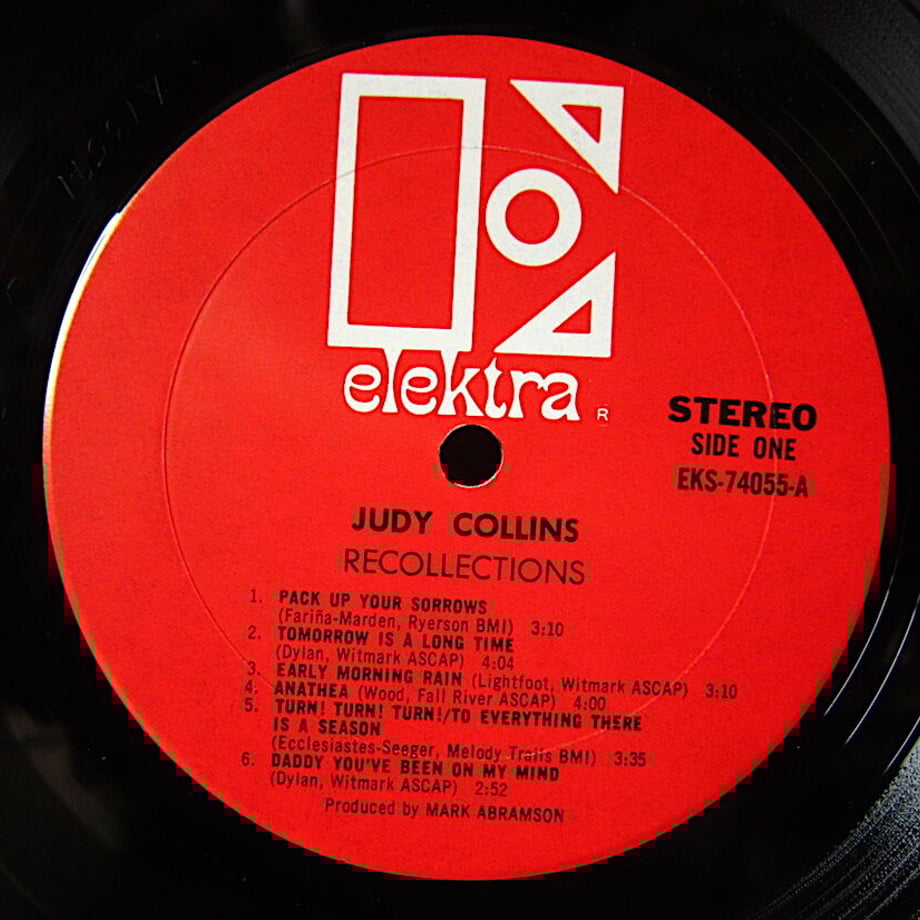 elektra ®
STEREO
SIDE ONE
EKS-74055-A
JUDY COLLINS
RECOLLECTIONS
1. PACK UP YOUR SORROWS
(Fariña-Marden, Ryerson BMI) 3:10
2. TOMORROW IS A LONG TIME
(Dylan, Witmark ASCAP) 4:04
3. EARLY MORNING RAIN (Lightfoot, Witmark ASCAP) 3:10
4. ANATHEA (Wood, Fall River ASCAP) 4:00
5. TURN! TURN! TURN!/TO EVERYTHING THERE
IS A SEASON
(Ecclesiastes-Seeger, Melody Trails BMI) 3:35
6. DADDY YOU'VE BEEN ON MY MIND
(Dylan, Witmark ASCAP) 2:52
Produced by MARK ABRAMSON